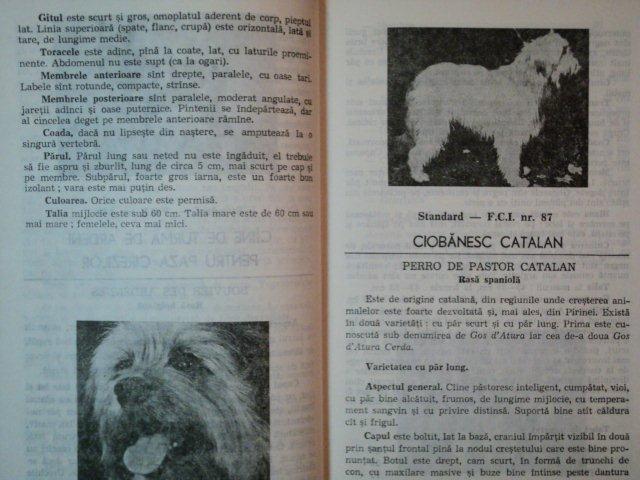 Gîtul este scurt și gros, omoplatul aderent de corp, pieptul
lat. Linia superioară (spate, flanc, crupă) este orizontală, lată și
tare, de lungime medie.
Toracele este adînc, pînă la coate, lat, cu laturile proemi-
nente. Abdomenul nu este supt (ca la ogari).
Membrele anterioare sînt drepte, paralele, cu oase tari.
Labele sînt rotunde, compacte, strînse.
Membrele posterioare sînt paralele, moderat angulate, cu
jareții adînci și oase puternice. Pintenii se îndepărtează, dar
al cincelea deget pe membrele anterioare rămîne.
Coada, dacă nu lipsește din naștere, se amputează la o
singură vertebră.
Părul. Părul lung sau neted nu este îngăduit, el trebuie
să fie aspru și zburlit, lung de circa 5 cm, mai scurt pe cap și
pe membre. Subpărul, foarte gros iarna, este un foarte bun
izolant ; vara este mai puțin des.
Culoarea. Orice culoare este permisă.
Talia mijlocie este sub 60 cm. Talia mare este de 60 cm sau
mai mare ; femelele, ceva mai mici.
Standard — F.C.I. nr. 87
CIOBĂNESC CATALAN
PERRO DE PASTOR CATALAN
Rasă spaniolă
Este de origine catalană, din regiunile unde creșterea ani-
malelor este foarte dezvoltată și, mai ales, din Pirinei. Există
în două varietăți : cu păr scurt și cu păr lung. Prima este cu-
noscută sub denumirea de Gos d'Atura iar cea de-a doua Gos
d'Atura Cerda.
Varietatea cu păr lung.
Aspectul general. Cîine păstoresc inteligent, cumpătat, vioi,
cu păr bine alcătuit, frumos, de lungime mijlocie, cu tempera-
ment sangvin și cu privire distinsă. Suportă bine atît căldura
cît și frigul.
Capul este boltit, lat la bază, craniul împărțit vizibil în două
prin șanțul frontal pînă la nodul creștetului care este bine pro-
nunțat. Botul este drept, cam scurt, în formă de trunchi de
con, cu maxilare masive și buze bine întinse peste dantura